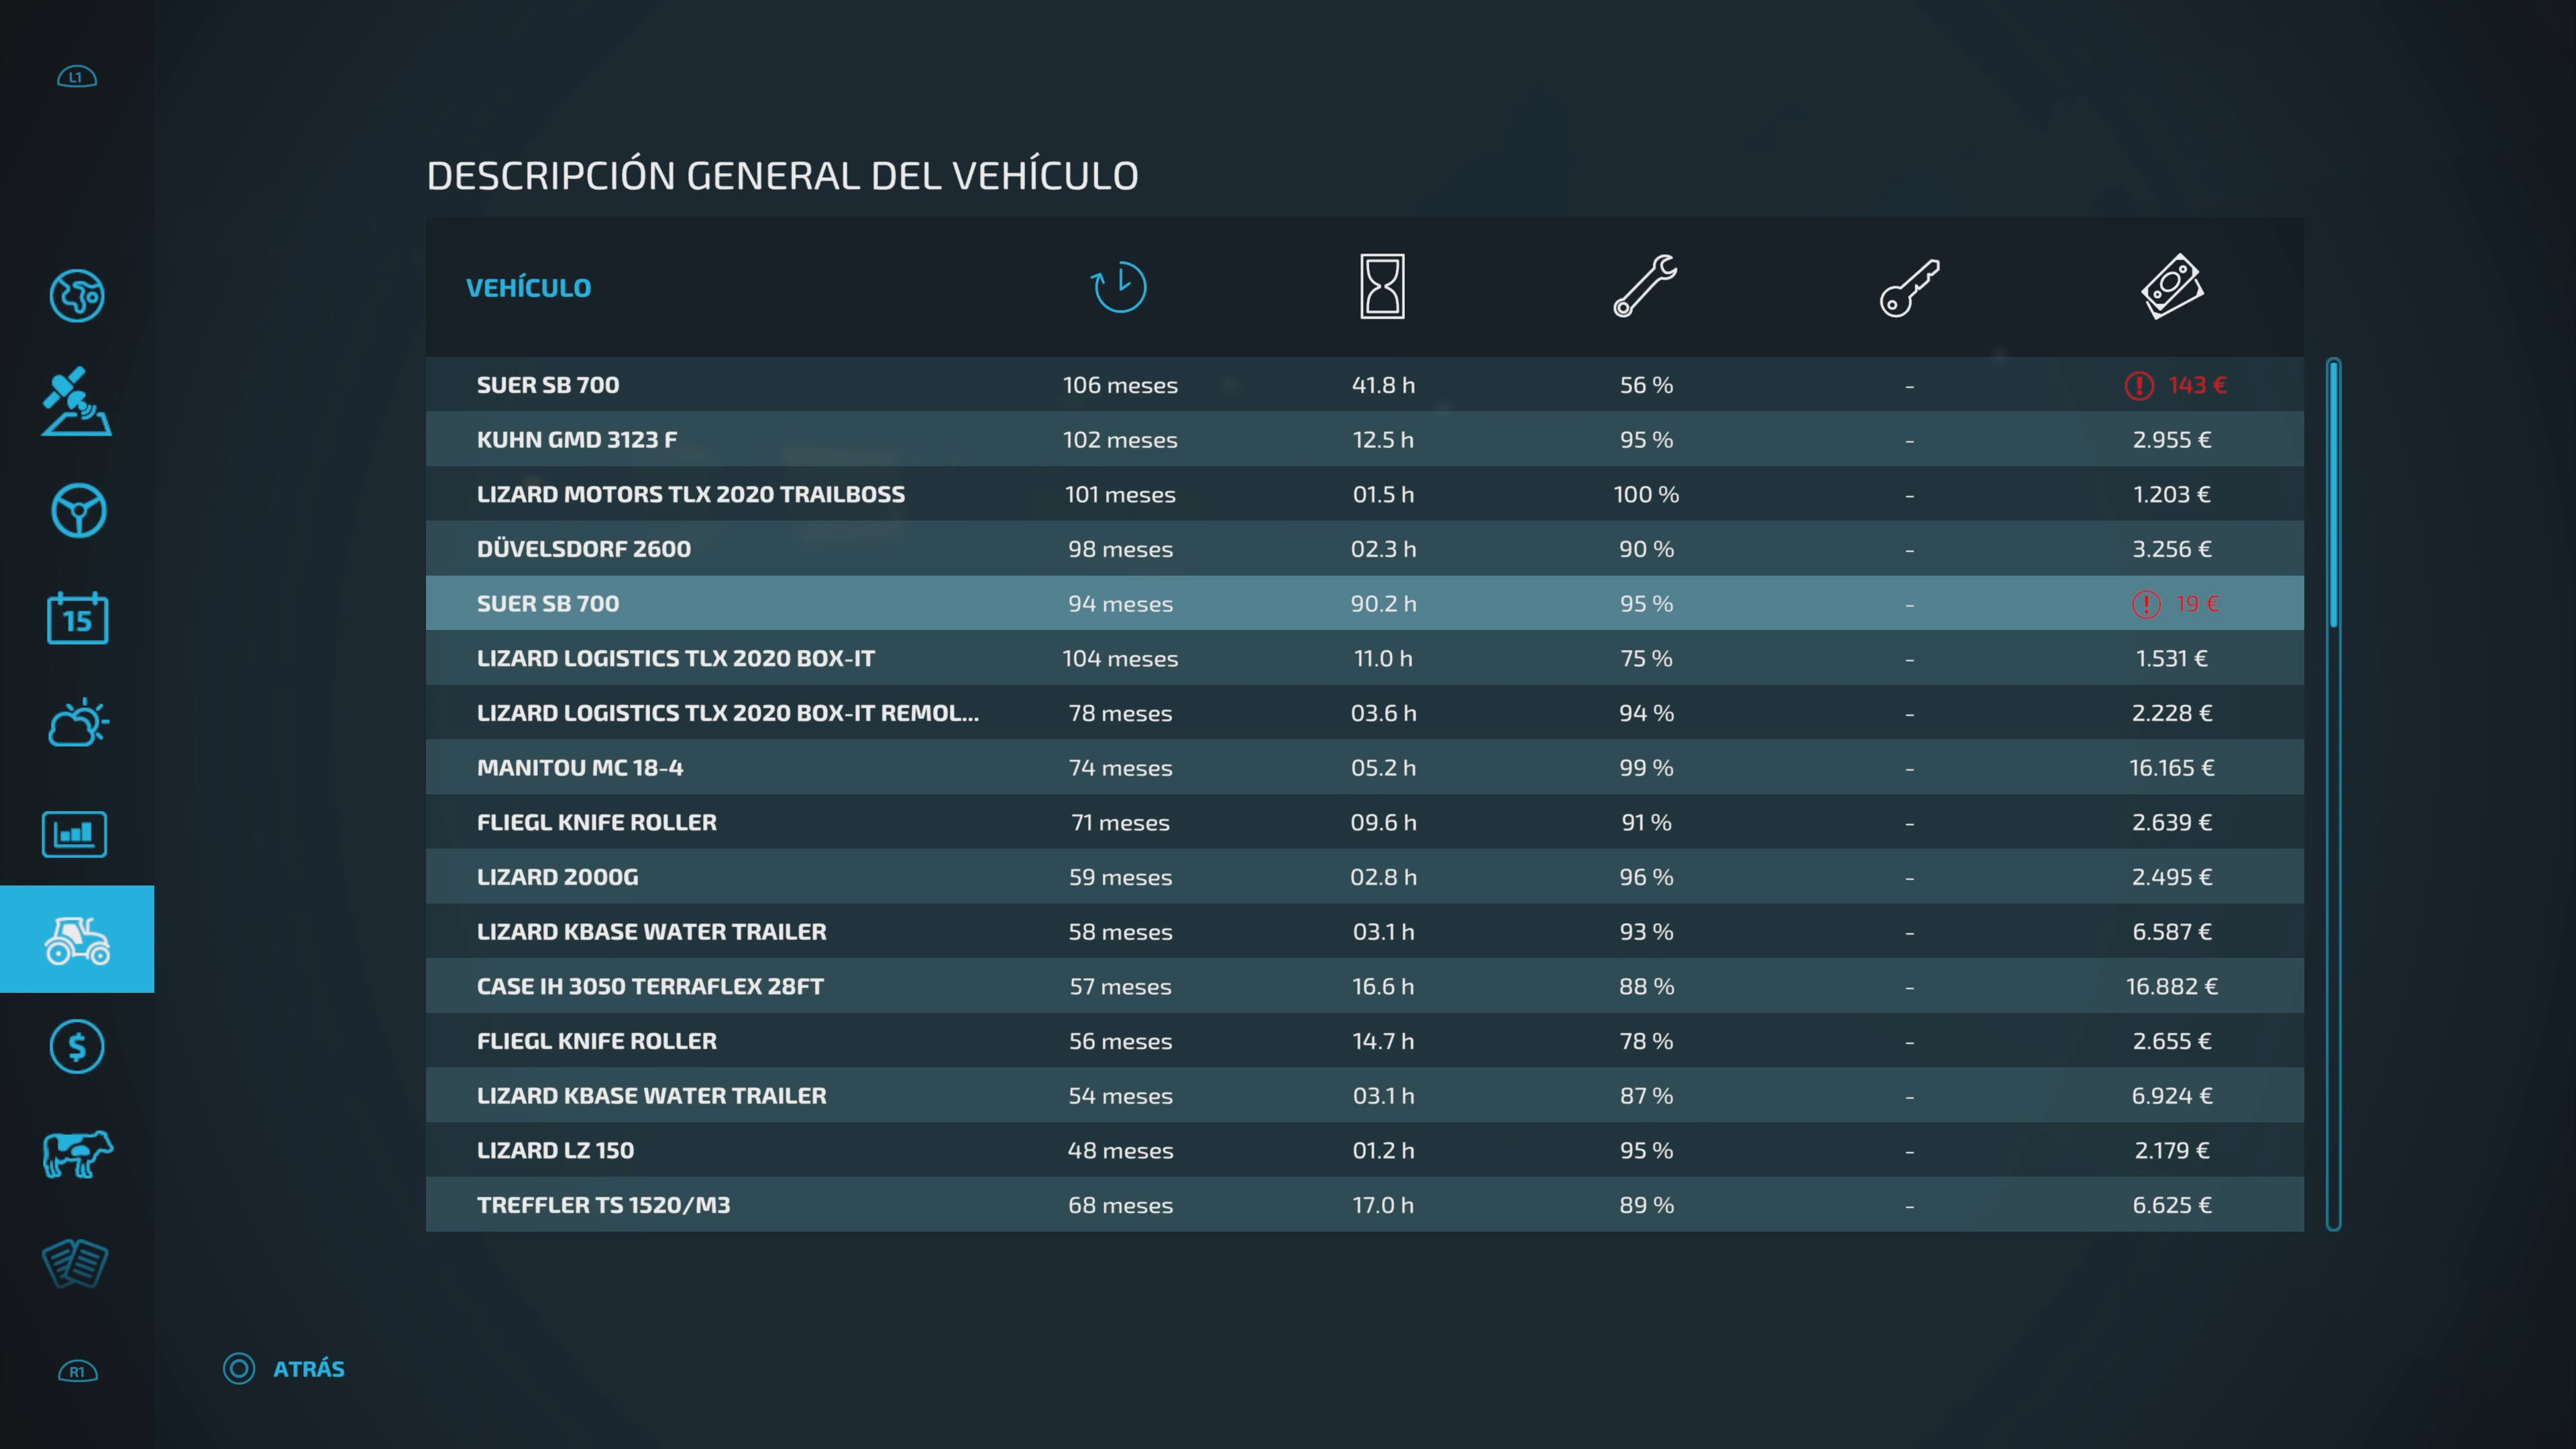 L1
DESCRIPCIÓN GENERAL DEL VEHÍCULO
VEHÍCULO
SUER SB 700 106 meses 41.8 h 56 % - 143 €
KUHN GMD 3123 F 102 meses 12.5 h 95 % - 2.955 €
LIZARD MOTORS TLX 2020 TRAILBOSS 101 meses 01.5 h 100 % - 1.203 €
DÜVELSDORF 2600 98 meses 02.3 h 90 % - 3.256 €
SUER SB 700 94 meses 90.2 h 95 % - 19 €
LIZARD LOGISTICS TLX 2020 BOX-IT 104 meses 11.0 h 75 % - 1.531 €
LIZARD LOGISTICS TLX 2020 BOX-IT REMOL... 78 meses 03.6 h 94 % - 2.228 €
MANITOU MC 18-4 74 meses 05.2 h 99 % - 16.165 €
FLIEGL KNIFE ROLLER 71 meses 09.6 h 91 % - 2.639 €
LIZARD 2000G 59 meses 02.8 h 96 % - 2.495 €
LIZARD KBASE WATER TRAILER 58 meses 03.1 h 93 % - 6.587 €
CASE IH 3050 TERRAFLEX 28FT 57 meses 16.6 h 88 % - 16.882 €
FLIEGL KNIFE ROLLER 56 meses 14.7 h 78 % - 2.655 €
LIZARD KBASE WATER TRAILER 54 meses 03.1 h 87 % - 6.924 €
LIZARD LZ 150 48 meses 01.2 h 95 % - 2.179 €
TREFFLER TS 1520/M3 68 meses 17.0 h 89 % - 6.625 €
15
$
R1
ATRÁS